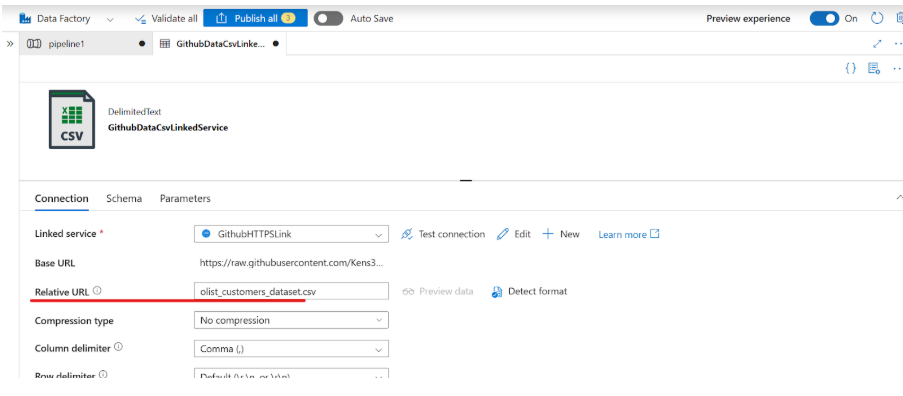 Data Factory
Validate all
Publish all 3
Auto Save
Preview experience
On
pipeline1
GithubDataCsvLinke...
CSV
DelimitedText
GithubDataCsvLinkedService
Connection
Schema
Parameters
Linked service *
GithubHTTPSLink
Test connection
Edit
New
Learn more
Base URL
https://raw.githubusercontent.com/Kens3...
Relative URL
olist_customers_dataset.csv
Preview data
Detect format
Compression type
No compression
Column delimiter
Comma (,)
Row delimiter
Default (\r,\n, or \r\n)